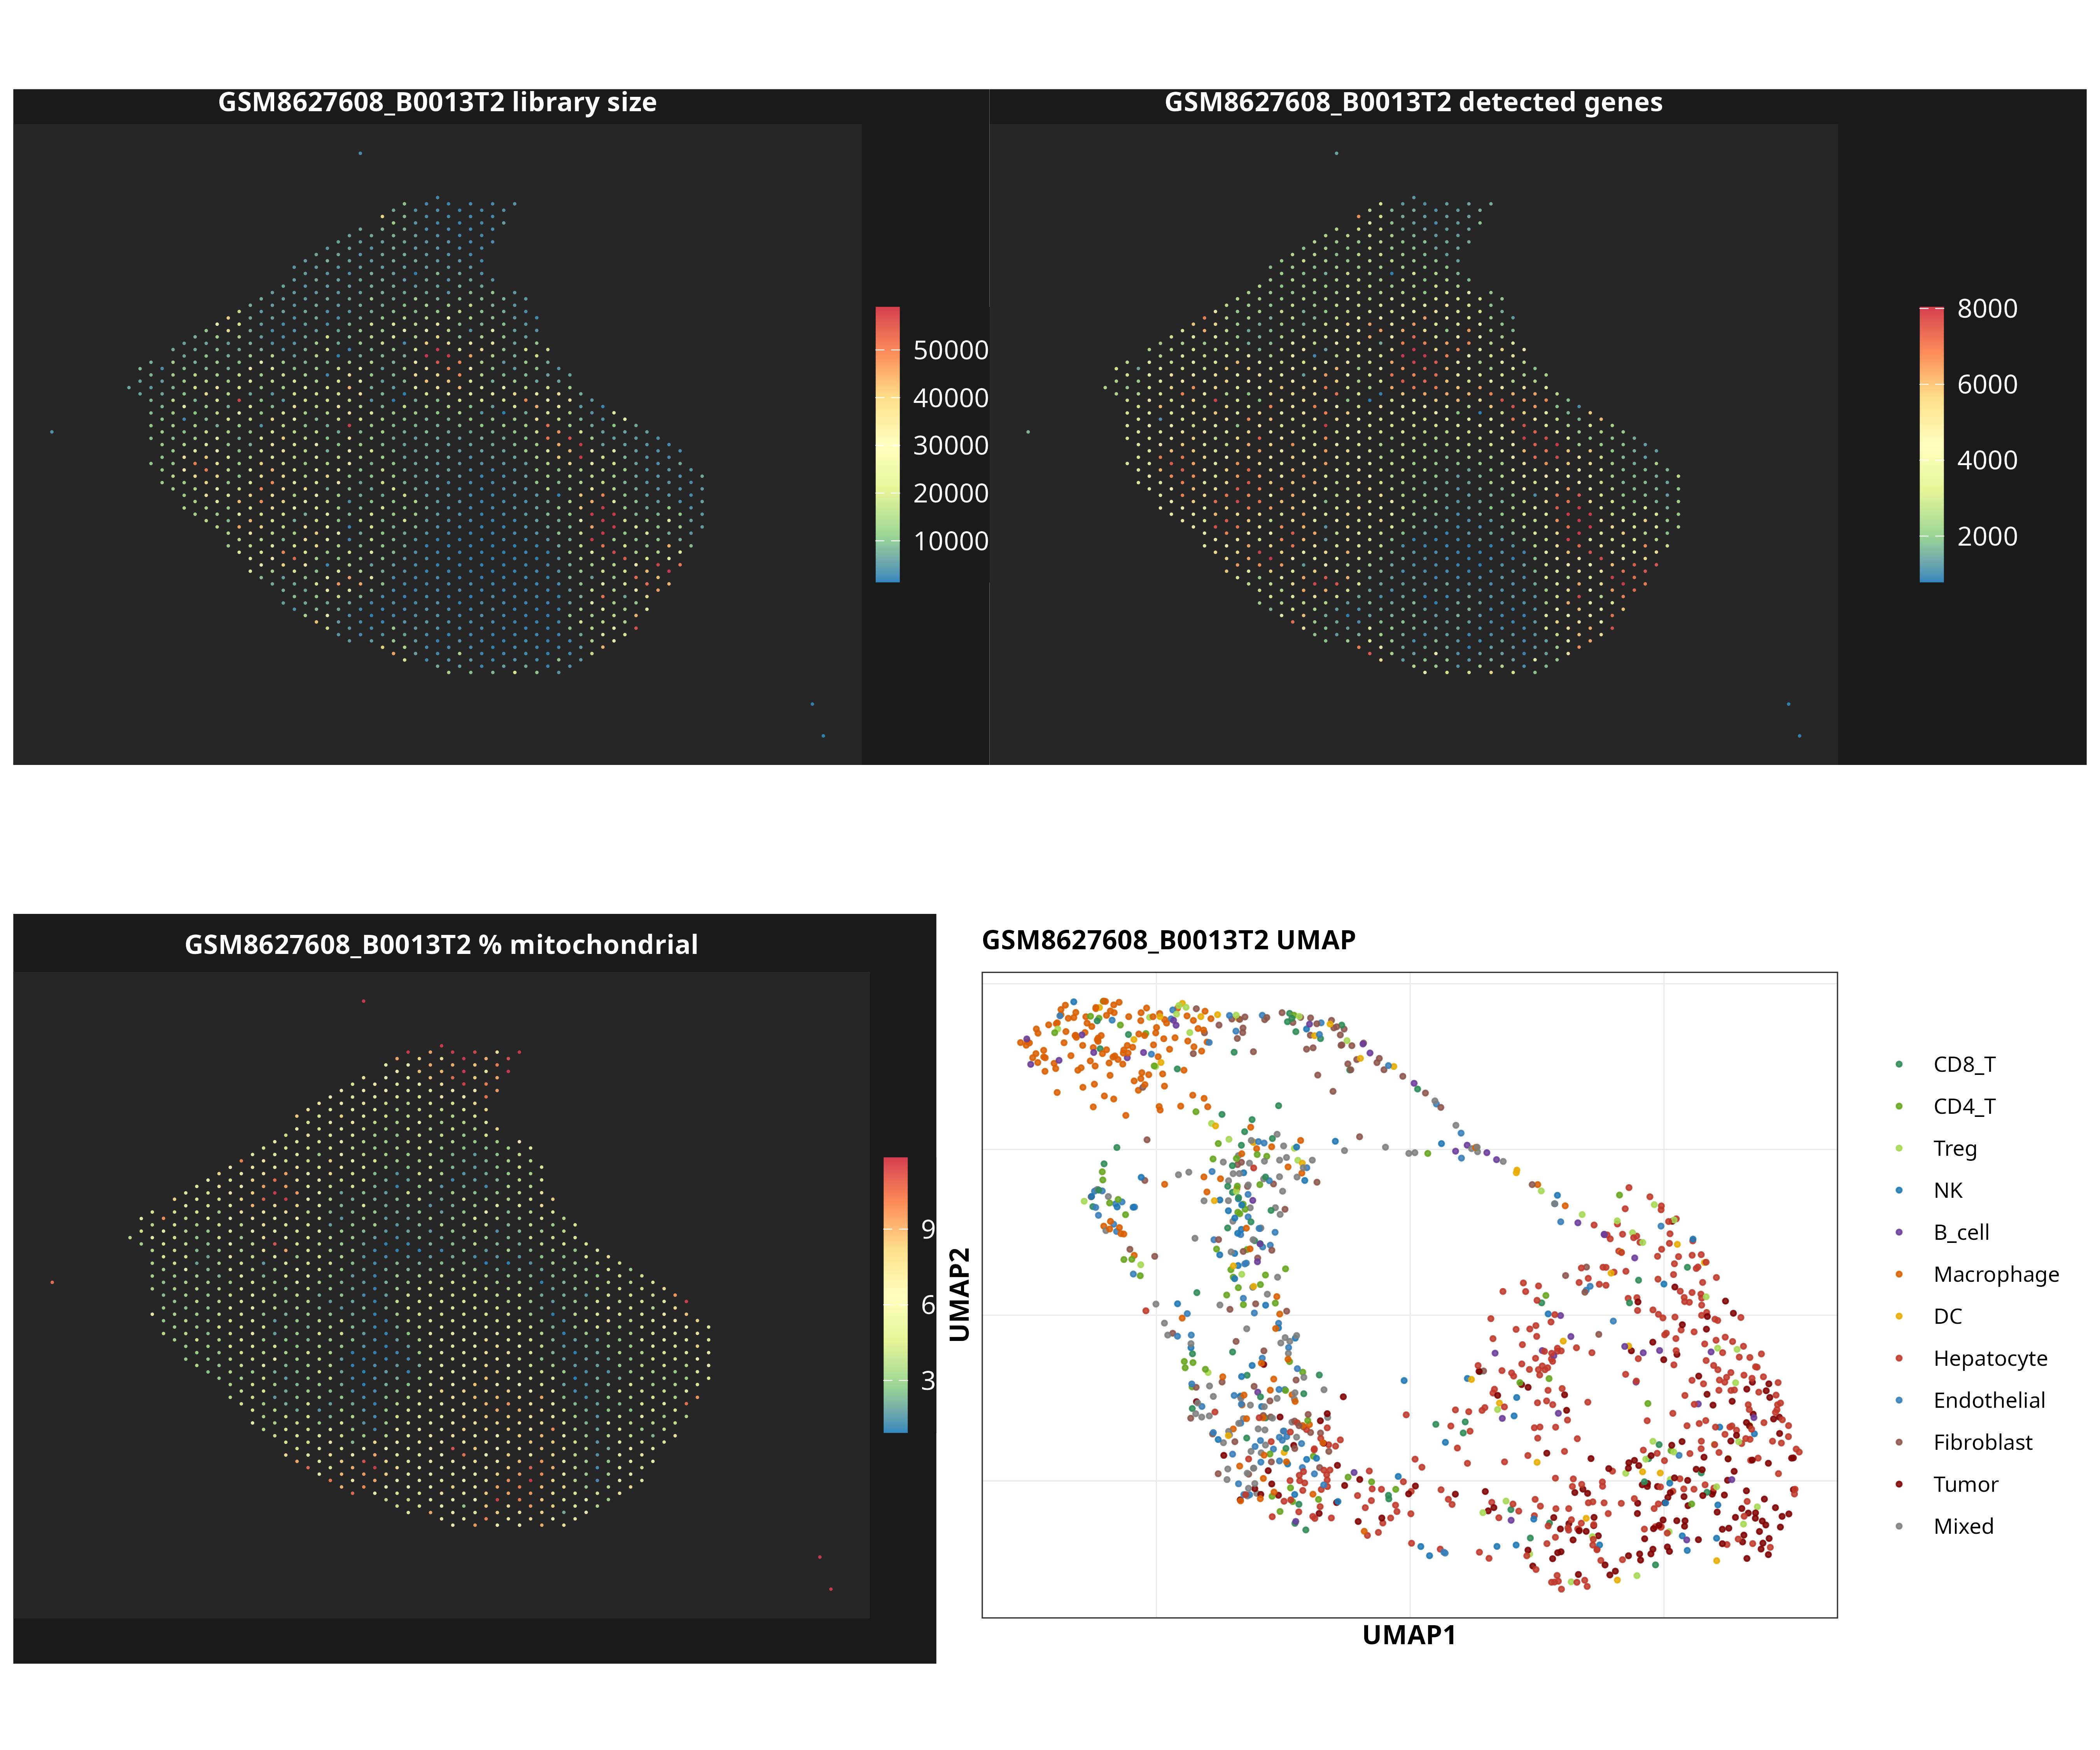 GSM8627608_B0013T2 library size
50000
40000
30000
20000
10000
GSM8627608_B0013T2 detected genes
8000
6000
4000
2000
GSM8627608_B0013T2 % mitochondrial
9
6
3
GSM8627608_B0013T2 UMAP
UMAP2
UMAP1
CD8_T
CD4_T
Treg
NK
B_cell
Macrophage
DC
Hepatocyte
Endothelial
Fibroblast
Tumor
Mixed